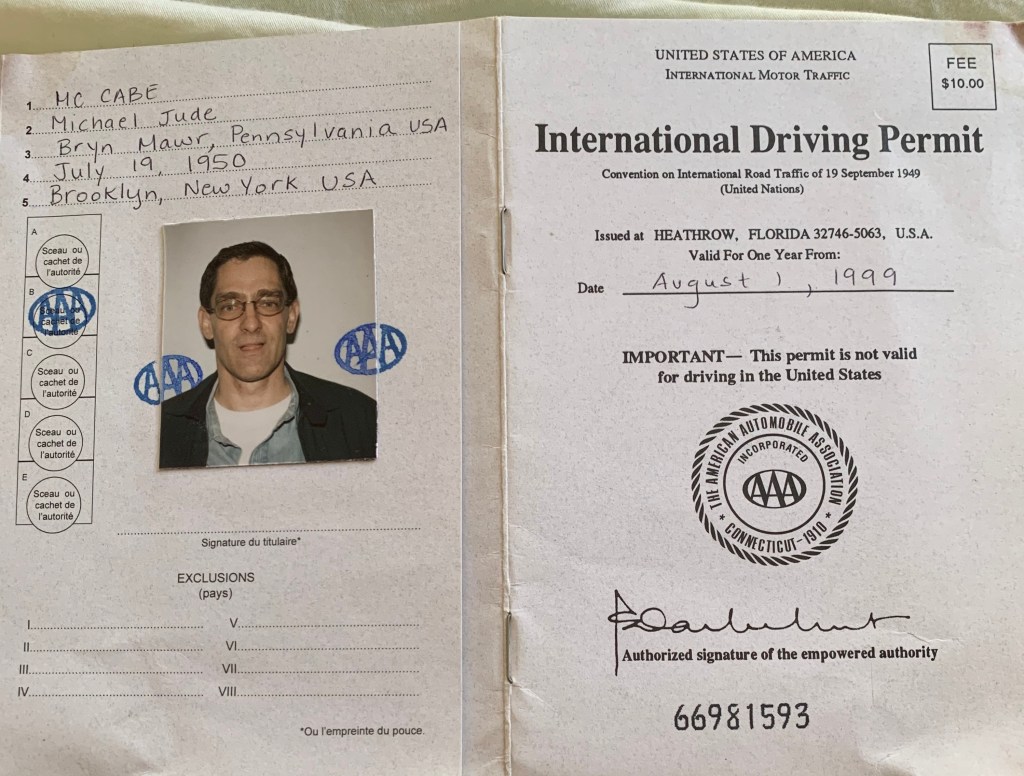 1. MC CABE
2. Michael Jude
3. Bryn Mawr, Pennsylvania USA
4. July 19, 1950
5. Brooklyn, New York USA
A
Sceau ou
cachet de
l'autorité
B
Sceau ou
cachet de
l'autorité
AAA
C
Sceau ou
cachet de
l'autorité
D
Sceau ou
cachet de
l'autorité
E
Sceau ou
cachet de
l'autorité
AAA
AAA
Signature du titulaire*
EXCLUSIONS
(pays)
I
V
II
VI
III
VII
IV
VIII
*Ou l'empreinte du pouce.
UNITED STATES OF AMERICA
INTERNATIONAL MOTOR TRAFFIC
FEE
$10.00
International Driving Permit
Convention on International Road Traffic of 19 September 1949
(United Nations)
Issued at HEATHROW, FLORIDA 32746-5063, U.S.A.
Valid For One Year From:
Date August 1, 1999
IMPORTANT— This permit is not valid
for driving in the United States
THE AMERICAN AUTOMOBILE ASSOCIATION
INCORPORATED
AAA
* CONNECTICUT-1910 *
Authorized signature of the empowered authority
66981593